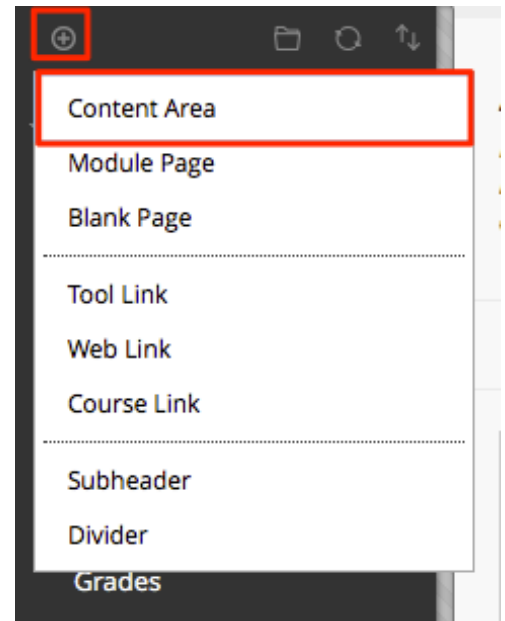 Content Area
Module Page
Blank Page
Tool Link
Web Link
Course Link
Subheader
Divider
Grades